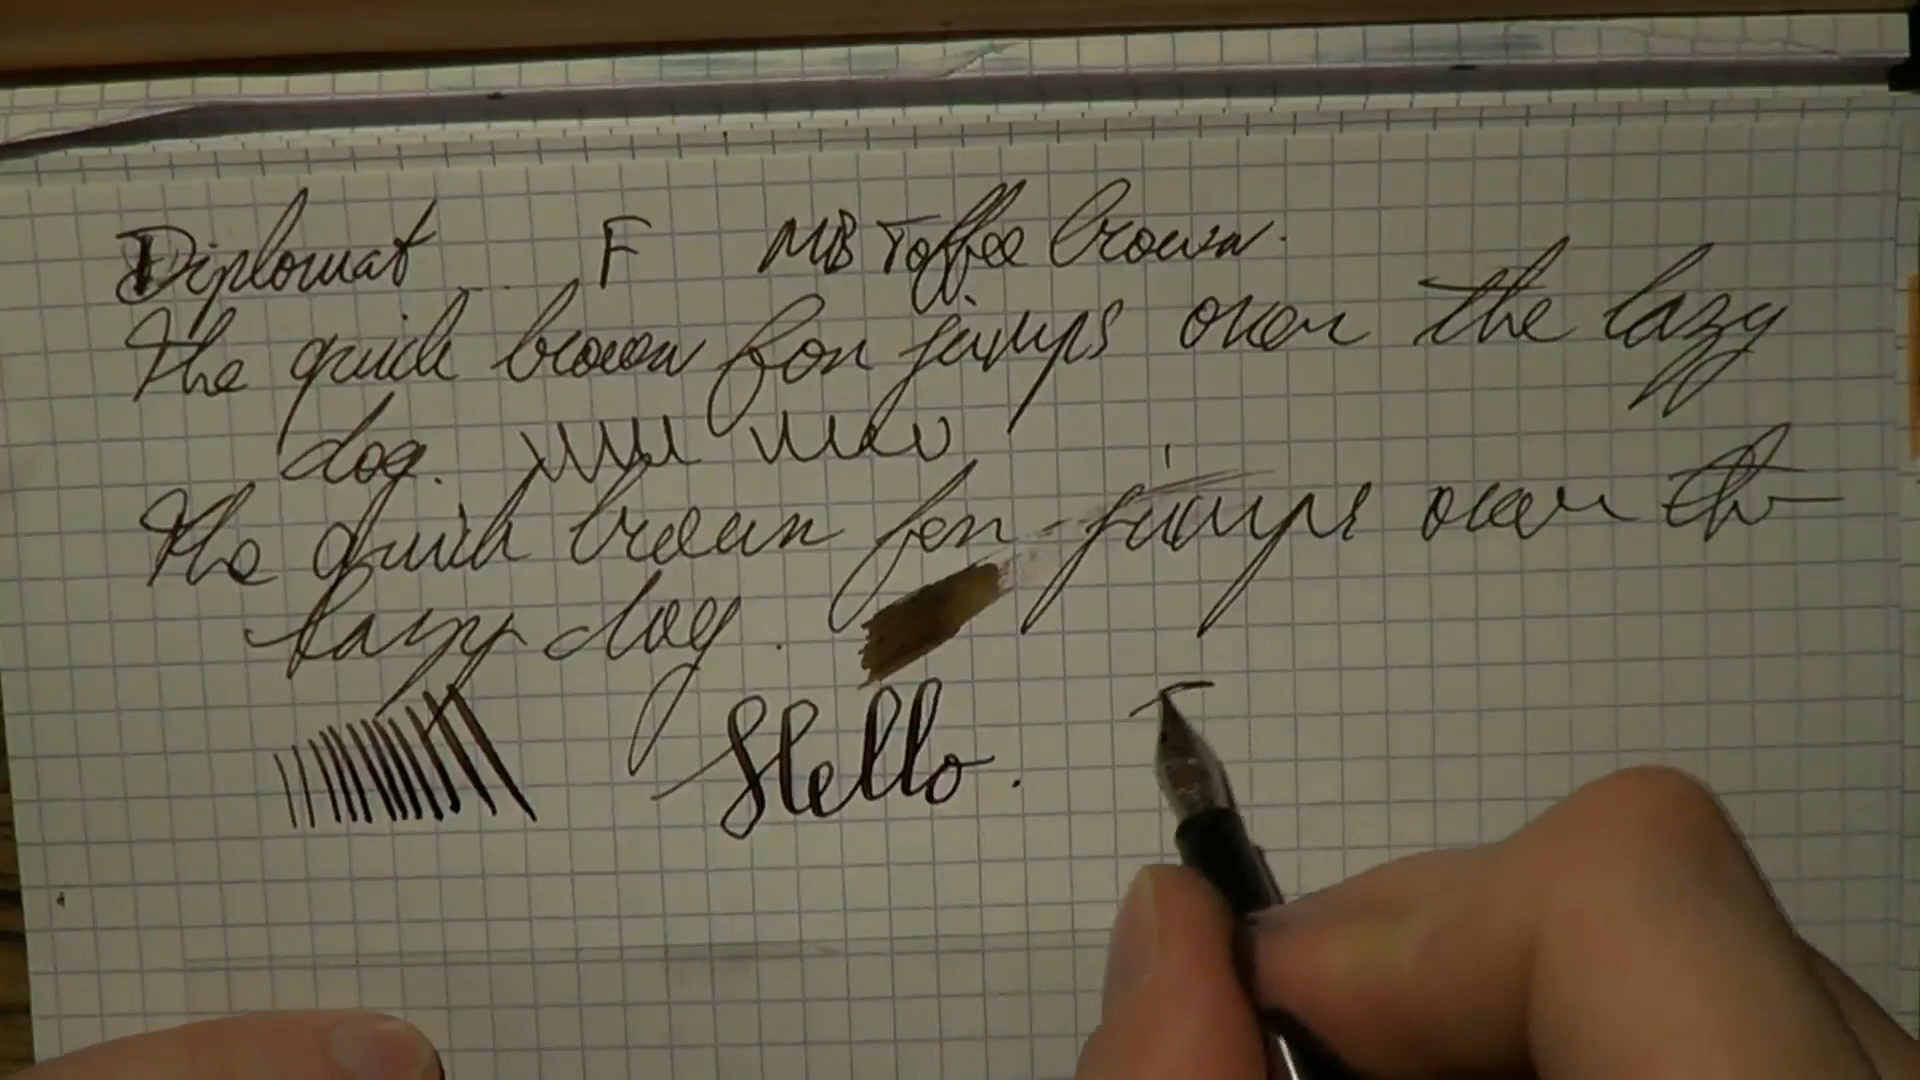 Diplomat F MB Toffee brown.
The quick brown fox jumps over the lazy
dog.
The quick brown fox jumps over the
lazy dog.
Hello.